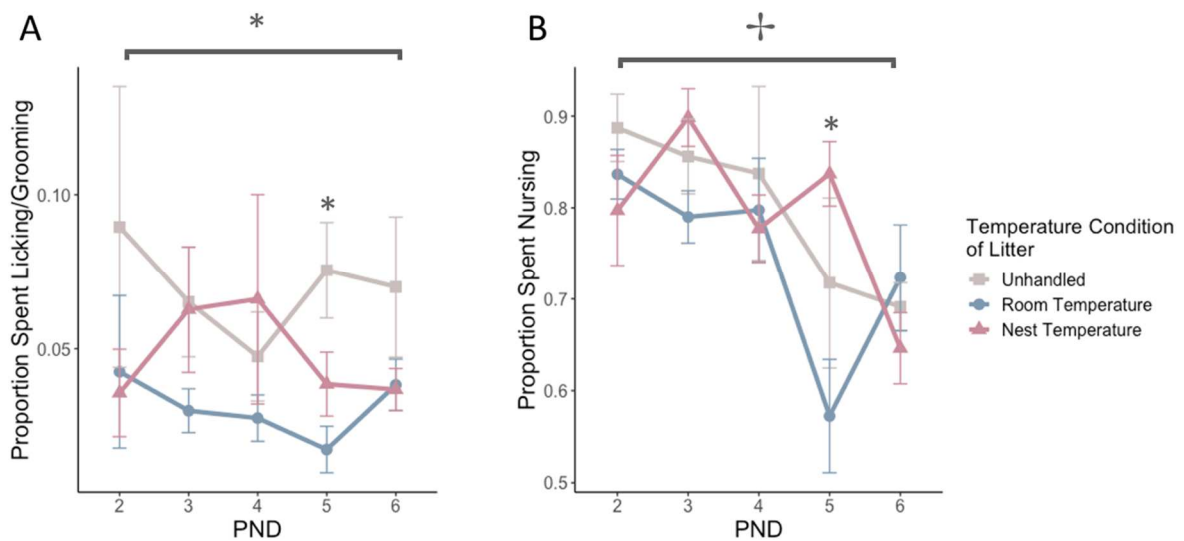 A
*
Proportion Spent Licking/Grooming
0.10
0.05
*
2 3 4 5 6
PND
B
†
Proportion Spent Nursing
0.9
0.8
0.7
0.6
0.5
*
2 3 4 5 6
PND
Temperature Condition
of Litter
Unhandled
Room Temperature
Nest Temperature